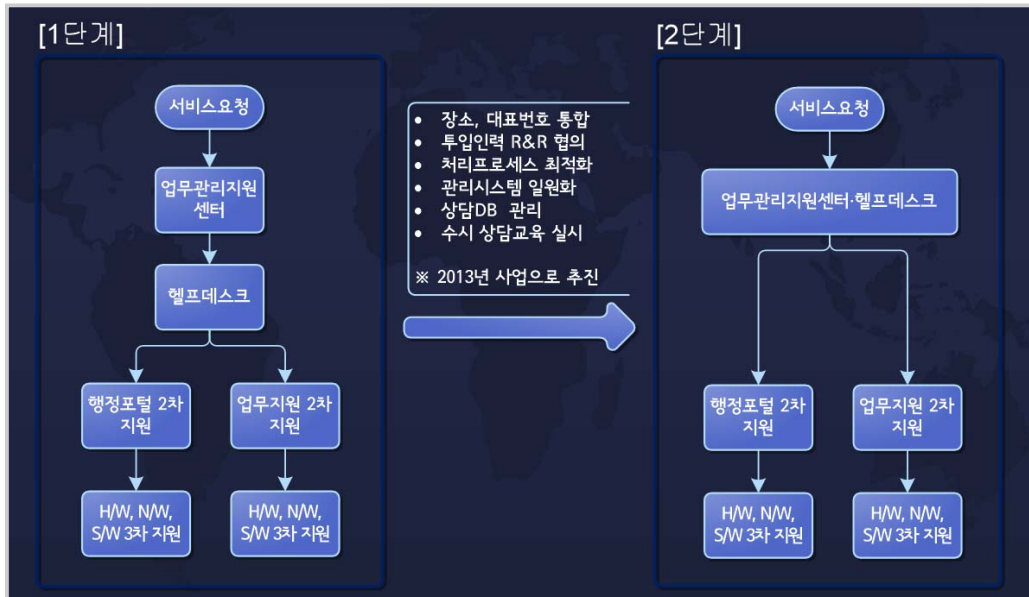 [1단계]
서비스요청
업무관리지원
센터
헬프데스크
행정포털 2차
지원
업무지원 2차
지원
H/W, N/W,
S/W 3차 지원
H/W, N/W,
S/W 3차 지원
• 장소, 대표번호 통합
• 투입인력 R&R 협의
• 처리프로세스 최적화
• 관리시스템 일원화
• 상담DB 관리
• 수시 상담교육 실시
※ 2013년 사업으로 추진
[2단계]
서비스요청
업무관리지원센터·헬프데스크
행정포털 2차
지원
업무지원 2차
지원
H/W, N/W,
S/W 3차 지원
H/W, N/W,
S/W 3차 지원